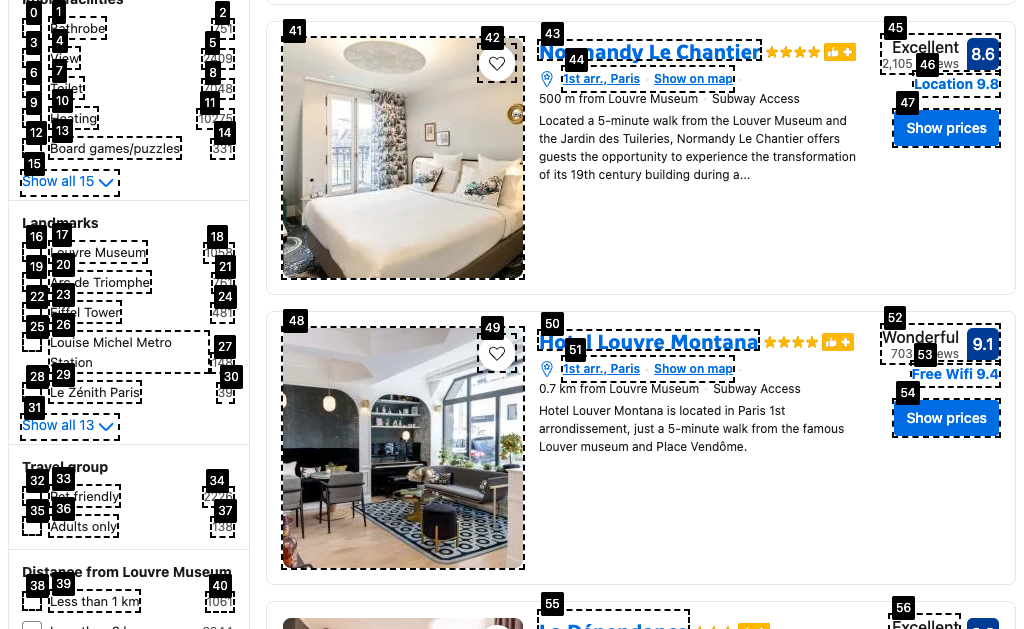 0
1
2
Bathrobe
751
3
4
5
View
2409
6
7
8
Toilet
7048
9
10
11
Heating
10275
12
13
14
Board games/puzzles
331
15
Show all 15
Landmarks
16
17
18
Louvre Museum
1058
19
20
21
Arc de Triomphe
761
22
23
24
Eiffel Tower
481
25
26
27
Louise Michel Metro
Station
28
29
30
Le Zénith Paris
39
31
Show all 13
Travel group
32
33
34
Pet friendly
2226
35
36
37
Adults only
138
Distance from Louvre Museum
38
39
40
Less than 1 km
1061
41
42
43
Normandy Le Chantier
44
1st arr., Paris
Show on map
500 m from Louvre Museum · Subway Access
Located a 5-minute walk from the Louver Museum and
the Jardin des Tuileries, Normandy Le Chantier offers
guests the opportunity to experience the transformation
of its 19th century building during a...
45
Excellent
8.6
2,105
46
Location 9.8
47
Show prices
48
49
50
Hotel Louvre Montana
51
1st arr., Paris
Show on map
0.7 km from Louvre Museum · Subway Access
Hotel Louver Montana is located in Paris 1st
arrondissement, just a 5-minute walk from the famous
Louver museum and Place Vendôme.
52
Wonderful
9.1
703
53
Free Wifi 9.4
54
Show prices
55
La Dépendance
56
Excellent